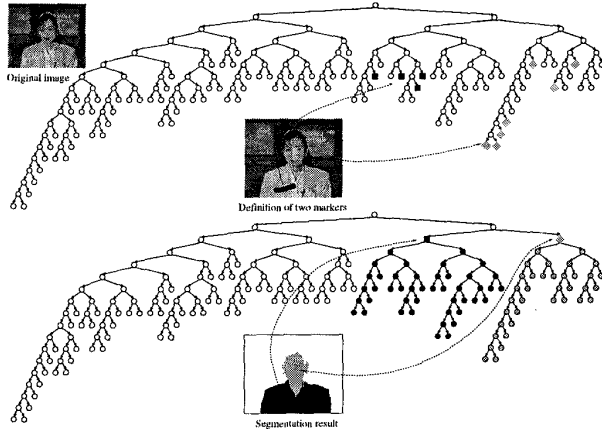 Original image
Definition of two markers
Segmentation result